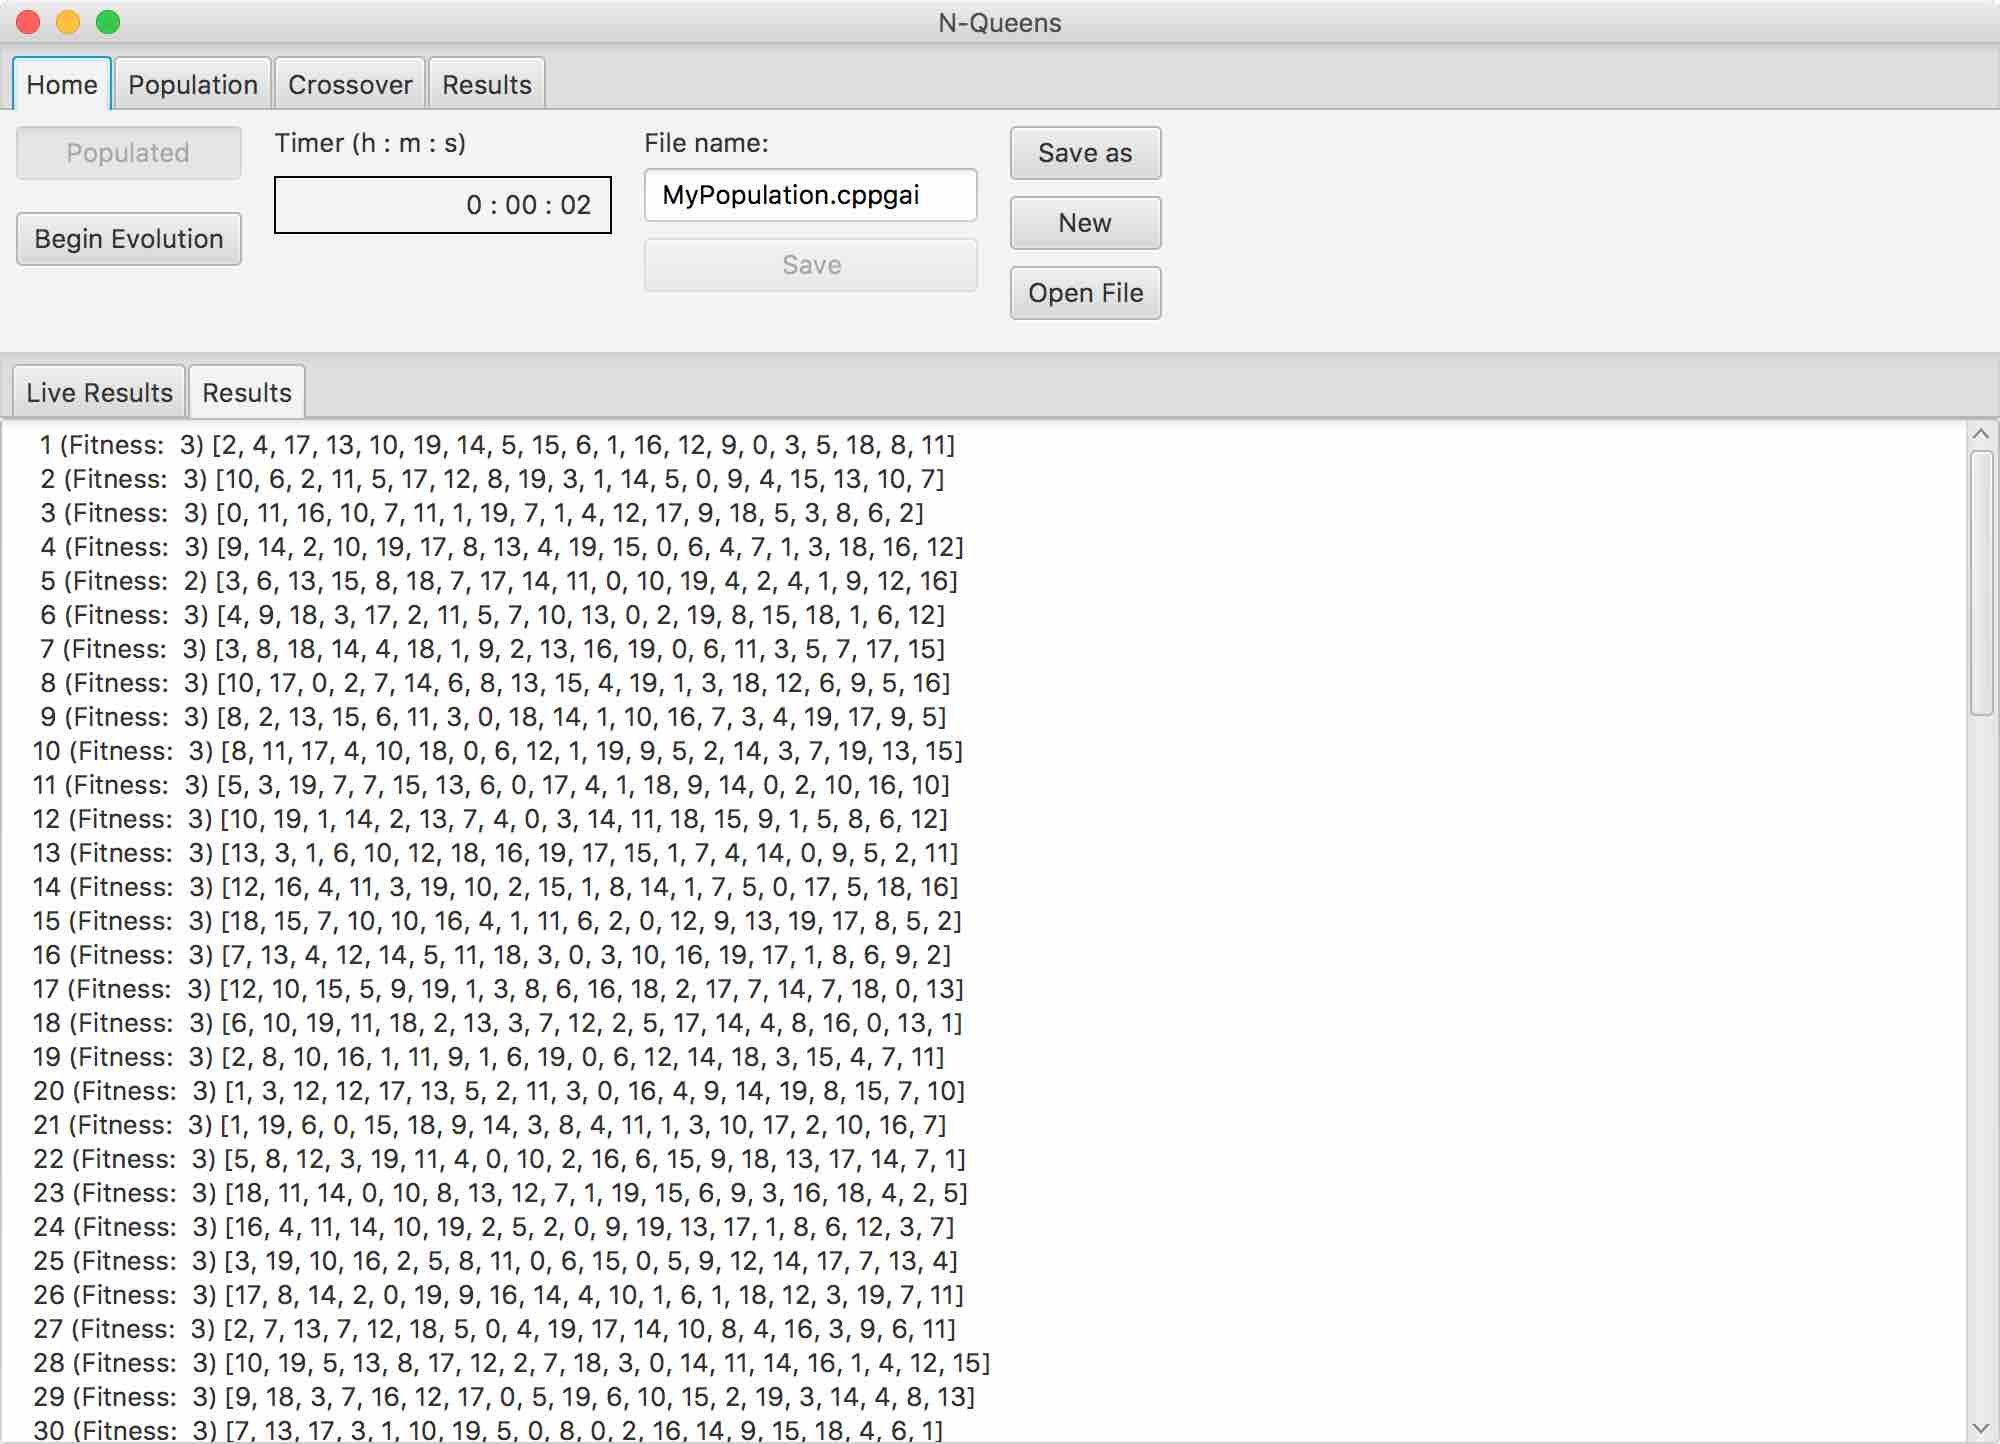 N-Queens
Home Population Crossover Results
Populated
Begin Evolution
Timer (h : m : s)
0 : 00 : 02
File name:
MyPopulation.cppgai
Save
Save as
New
Open File
Live Results Results
1 (Fitness: 3) [2, 4, 17, 13, 10, 19, 14, 5, 15, 6, 1, 16, 12, 9, 0, 3, 5, 18, 8, 11]
2 (Fitness: 3) [10, 6, 2, 11, 5, 17, 12, 8, 19, 3, 1, 14, 5, 0, 9, 4, 15, 13, 10, 7]
3 (Fitness: 3) [0, 11, 16, 10, 7, 11, 1, 19, 7, 1, 4, 12, 17, 9, 18, 5, 3, 8, 6, 2]
4 (Fitness: 3) [9, 14, 2, 10, 19, 17, 8, 13, 4, 19, 15, 0, 6, 4, 7, 1, 3, 18, 16, 12]
5 (Fitness: 2) [3, 6, 13, 15, 8, 18, 7, 17, 14, 11, 0, 10, 19, 4, 2, 4, 1, 9, 12, 16]
6 (Fitness: 3) [4, 9, 18, 3, 17, 2, 11, 5, 7, 10, 13, 0, 2, 19, 8, 15, 18, 1, 6, 12]
7 (Fitness: 3) [3, 8, 18, 14, 4, 18, 1, 9, 2, 13, 16, 19, 0, 6, 11, 3, 5, 7, 17, 15]
8 (Fitness: 3) [10, 17, 0, 2, 7, 14, 6, 8, 13, 15, 4, 19, 1, 3, 18, 12, 6, 9, 5, 16]
9 (Fitness: 3) [8, 2, 13, 15, 6, 11, 3, 0, 18, 14, 1, 10, 16, 7, 3, 4, 19, 17, 9, 5]
10 (Fitness: 3) [8, 11, 17, 4, 10, 18, 0, 6, 12, 1, 19, 9, 5, 2, 14, 3, 7, 19, 13, 15]
11 (Fitness: 3) [5, 3, 19, 7, 7, 15, 13, 6, 0, 17, 4, 1, 18, 9, 14, 0, 2, 10, 16, 10]
12 (Fitness: 3) [10, 19, 1, 14, 2, 13, 7, 4, 0, 3, 14, 11, 18, 15, 9, 1, 5, 8, 6, 12]
13 (Fitness: 3) [13, 3, 1, 6, 10, 12, 18, 16, 19, 17, 15, 1, 7, 4, 14, 0, 9, 5, 2, 11]
14 (Fitness: 3) [12, 16, 4, 11, 3, 19, 10, 2, 15, 1, 8, 14, 1, 7, 5, 0, 17, 5, 18, 16]
15 (Fitness: 3) [18, 15, 7, 10, 10, 16, 4, 1, 11, 6, 2, 0, 12, 9, 13, 19, 17, 8, 5, 2]
16 (Fitness: 3) [7, 13, 4, 12, 14, 5, 11, 18, 3, 0, 3, 10, 16, 19, 17, 1, 8, 6, 9, 2]
17 (Fitness: 3) [12, 10, 15, 5, 9, 19, 1, 3, 8, 6, 16, 18, 2, 17, 7, 14, 7, 18, 0, 13]
18 (Fitness: 3) [6, 10, 19, 11, 18, 2, 13, 3, 7, 12, 2, 5, 17, 14, 4, 8, 16, 0, 13, 1]
19 (Fitness: 3) [2, 8, 10, 16, 1, 11, 9, 1, 6, 19, 0, 6, 12, 14, 18, 3, 15, 4, 7, 11]
20 (Fitness: 3) [1, 3, 12, 12, 17, 13, 5, 2, 11, 3, 0, 16, 4, 9, 14, 19, 8, 15, 7, 10]
21 (Fitness: 3) [1, 19, 6, 0, 15, 18, 9, 14, 3, 8, 4, 11, 1, 3, 10, 17, 2, 10, 16, 7]
22 (Fitness: 3) [5, 8, 12, 3, 19, 11, 4, 0, 10, 2, 16, 6, 15, 9, 18, 13, 17, 14, 7, 1]
23 (Fitness: 3) [18, 11, 14, 0, 10, 8, 13, 12, 7, 1, 19, 15, 6, 9, 3, 16, 18, 4, 2, 5]
24 (Fitness: 3) [16, 4, 11, 14, 10, 19, 2, 5, 2, 0, 9, 19, 13, 17, 1, 8, 6, 12, 3, 7]
25 (Fitness: 3) [3, 19, 10, 16, 2, 5, 8, 11, 0, 6, 15, 0, 5, 9, 12, 14, 17, 7, 13, 4]
26 (Fitness: 3) [17, 8, 14, 2, 0, 19, 9, 16, 14, 4, 10, 1, 6, 1, 18, 12, 3, 19, 7, 11]
27 (Fitness: 3) [2, 7, 13, 7, 12, 18, 5, 0, 4, 19, 17, 14, 10, 8, 4, 16, 3, 9, 6, 11]
28 (Fitness: 3) [10, 19, 5, 13, 8, 17, 12, 2, 7, 18, 3, 0, 14, 11, 14, 16, 1, 4, 12, 15]
29 (Fitness: 3) [9, 18, 3, 7, 16, 12, 17, 0, 5, 19, 6, 10, 15, 2, 19, 3, 14, 4, 8, 13]
30 (Fitness: 3) [7, 13, 17, 3, 1, 10, 19, 5, 0, 8, 0, 2, 16, 14, 9, 15, 18, 4, 6, 1]